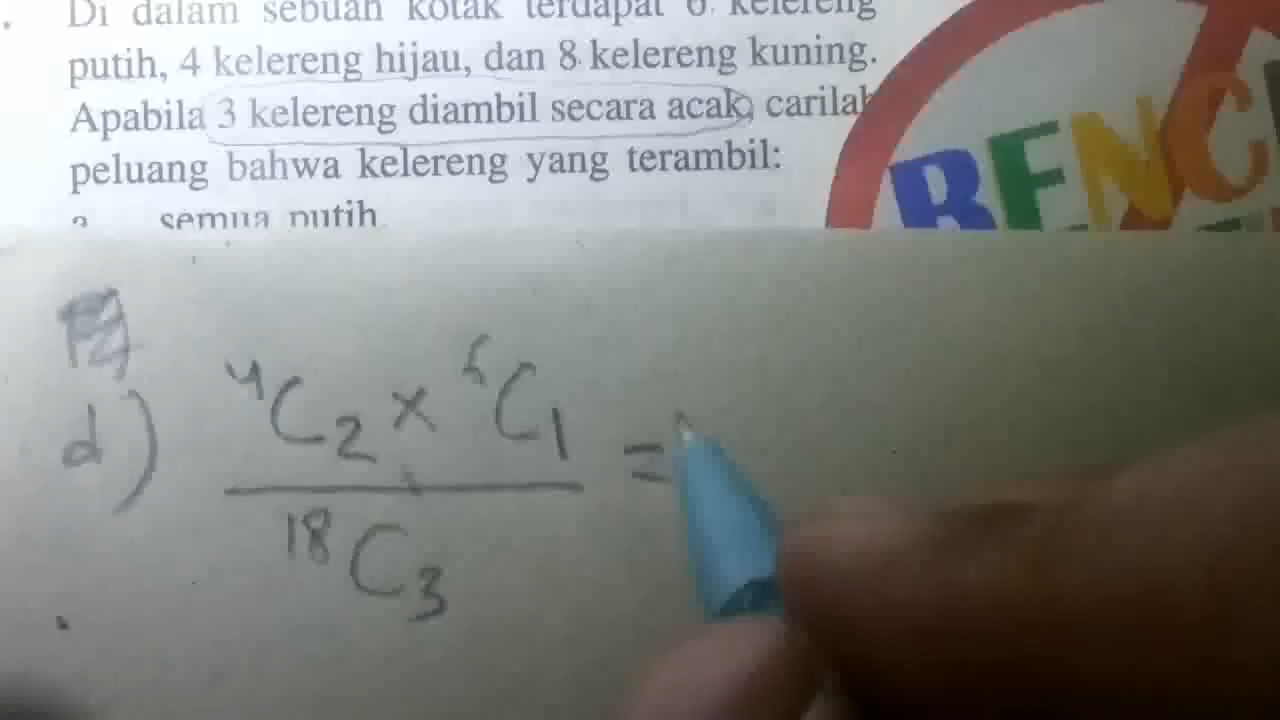 Di dalam sebuah kotak terdapat 6 kelereng
putih, 4 kelereng hijau, dan 8 kelereng kuning.
Apabila 3 kelereng diambil secara acak, carilah
peluang bahwa kelereng yang terambil:
a. semua putih.
d) ⁴C₂ × ⁶C₁
=
¹⁸C₃